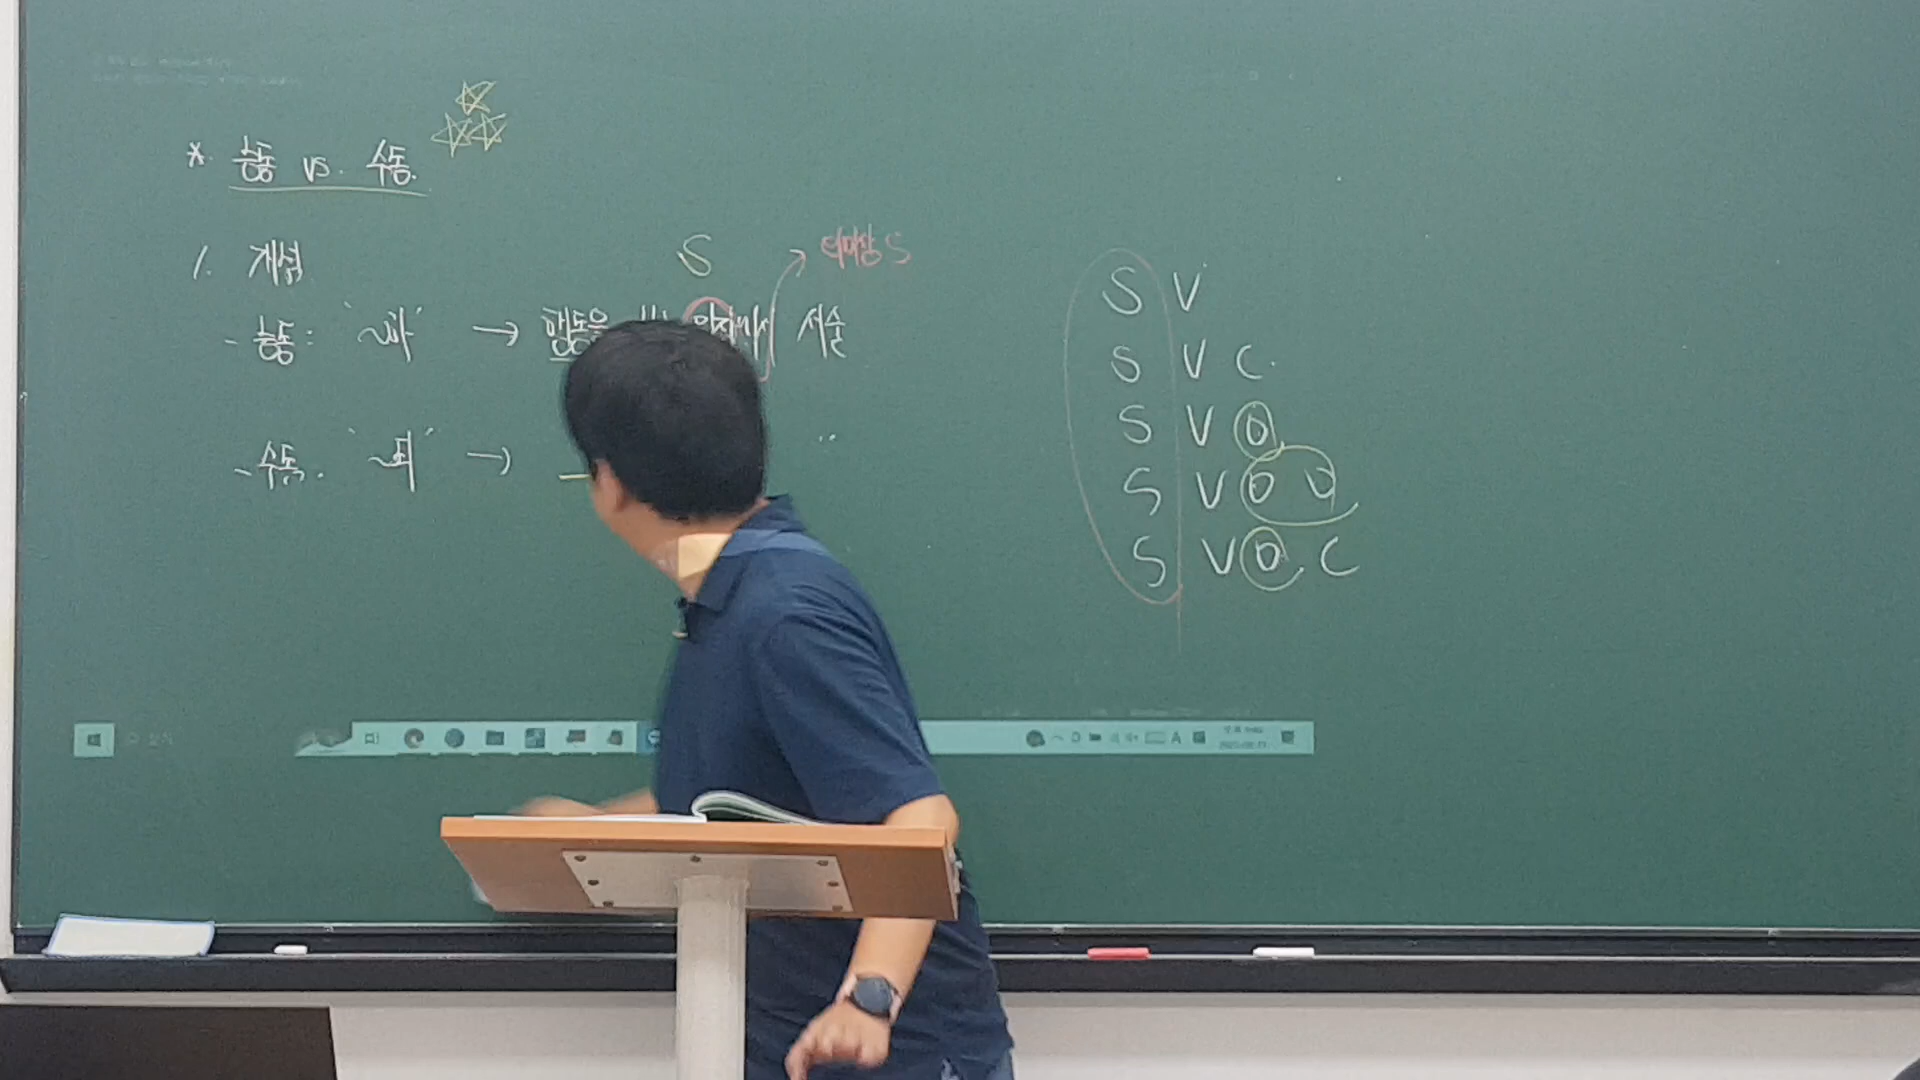 * 능동 vs. 수동.
1. 개념
S
의미상 S
- 능동: '~하' → 행동을 서술
- 수동. '~되' →
S V
S V C.
S V O
S V O O
S V O C